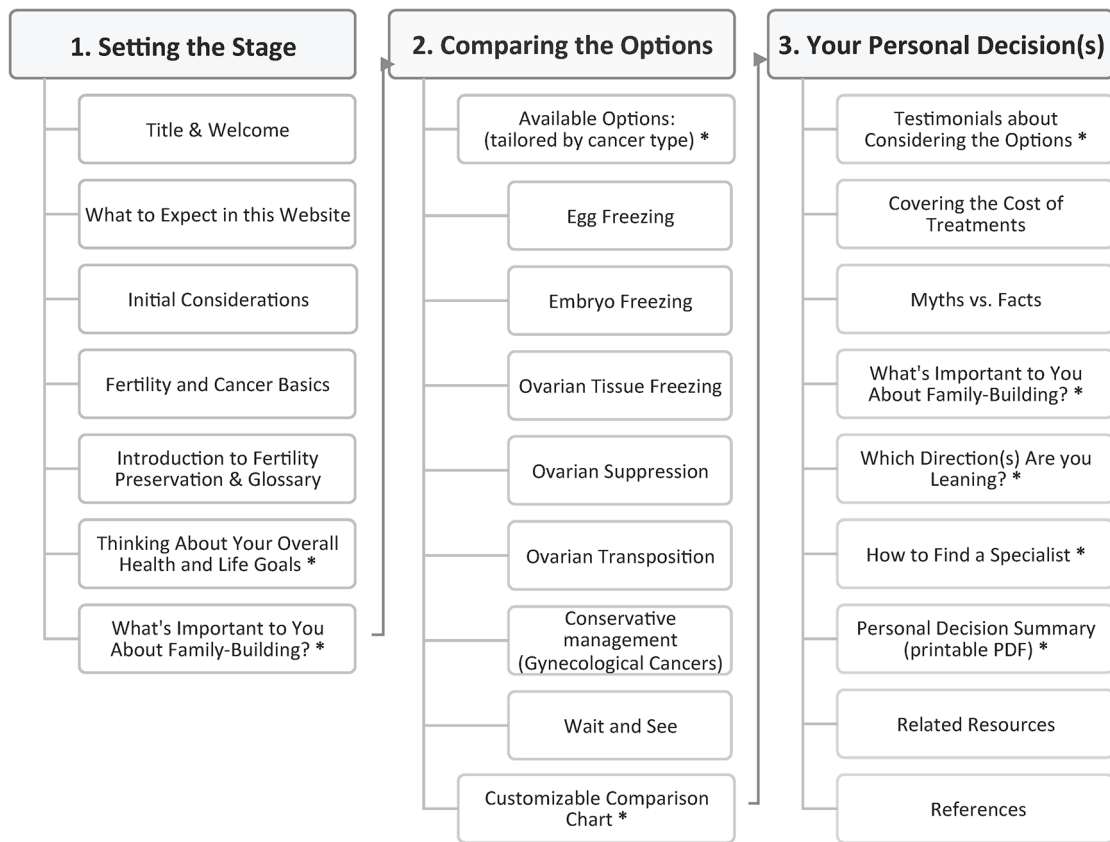 1. Setting the Stage
Title & Welcome
What to Expect in this Website
Initial Considerations
Fertility and Cancer Basics
Introduction to Fertility
Preservation & Glossary
Thinking About Your Overall
Health and Life Goals *
What's Important to You
About Family-Building? *
2. Comparing the Options
Available Options:
(tailored by cancer type) *
Egg Freezing
Embryo Freezing
Ovarian Tissue Freezing
Ovarian Suppression
Ovarian Transposition
Conservative
management
(Gynecological Cancers)
Wait and See
Customizable Comparison
Chart *
3. Your Personal Decision(s)
Testimonials about
Considering the Options *
Covering the Cost of
Treatments
Myths vs. Facts
What's Important to You
About Family-Building? *
Which Direction(s) Are you
Leaning? *
How to Find a Specialist *
Personal Decision Summary
(printable PDF) *
Related Resources
References